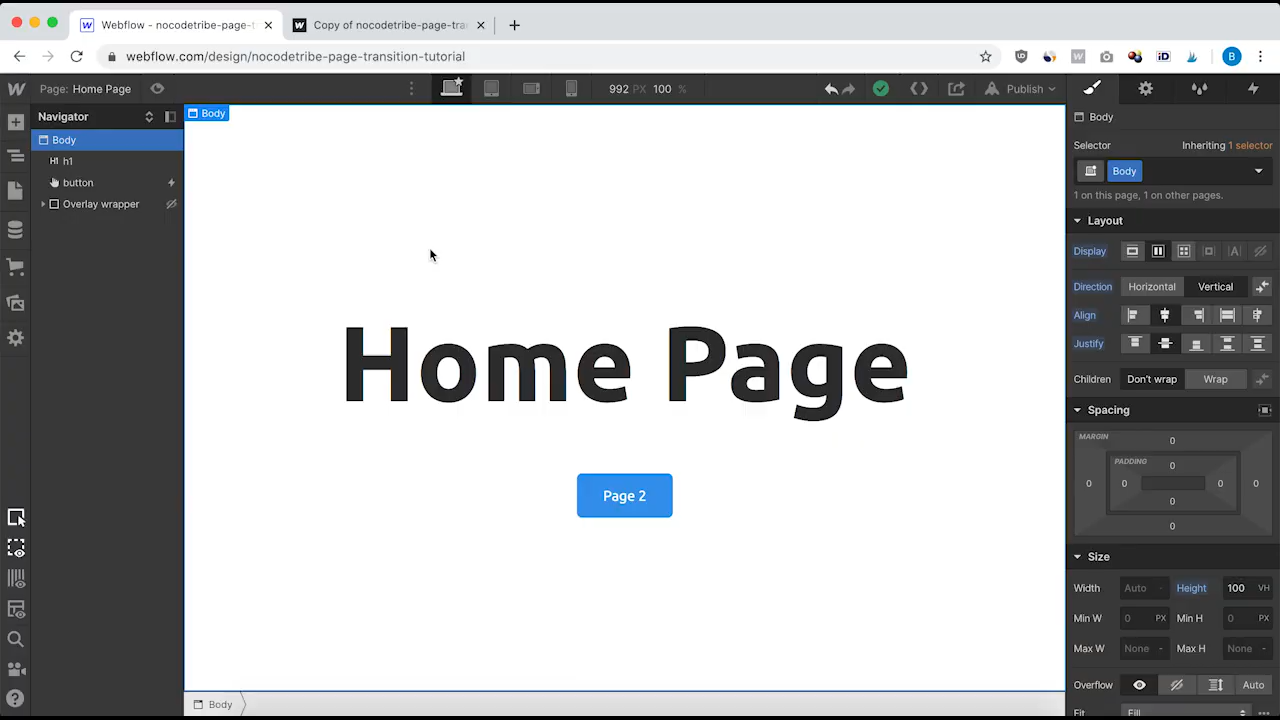 Webflow - nocodetribe-page-t
Copy of nocodetribe-page-tra
webflow.com/design/nocodetribe-page-transition-tutorial
Page: Home Page
992 PX 100 %
Publish
Navigator
Body
h1
button
Overlay wrapper
Body
Home Page
Page 2
Body
Body
Selector
Inheriting 1 selector
Body
1 on this page, 1 on other pages.
Layout
Display
Direction Horizontal Vertical
Align
Justify
Children Don't wrap Wrap
Spacing
MARGIN
0
PADDING
0
0 0 0 0
0
0
Size
Width Auto - Height 100 VH
Min W 0 PX Min H 0 PX
Max W None - Max H None -
Overflow Auto
Fit Fill